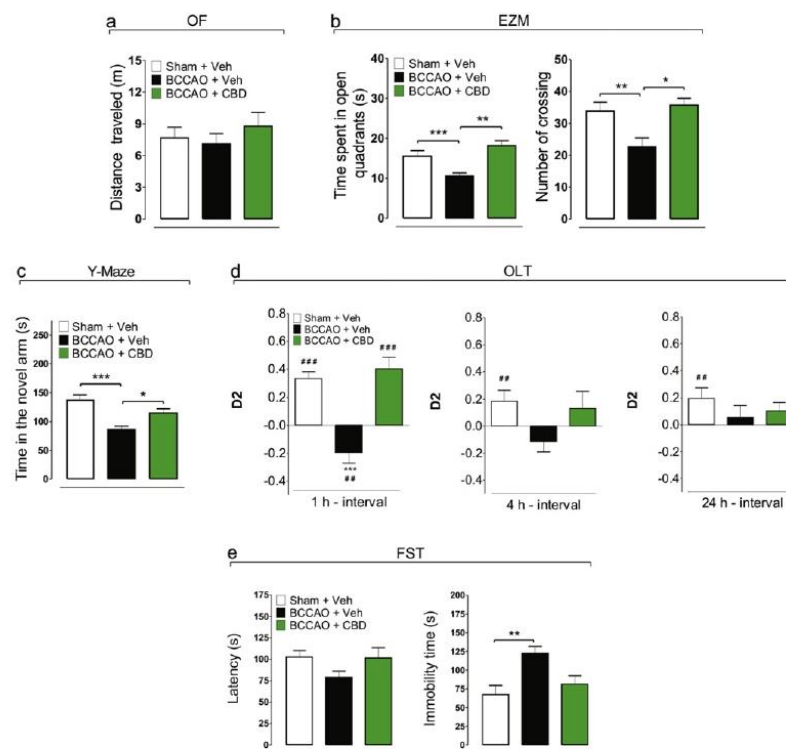 a
OF
Distance traveled (m)
15
12
9
6
3
0
Sham + Veh
BCCAO + Veh
BCCAO + CBD
b
EZM
Time spent in open
quadrants (s)
40
30
20
10
0
Sham + Veh
BCCAO + Veh
BCCAO + CBD
***
**
Number of crossing
50
40
30
20
10
0
**
*
c
Y-Maze
Time in the novel arm (s)
250
200
150
100
50
0
Sham + Veh
BCCAO + Veh
BCCAO + CBD
***
*
d
OLT
D2
0.8
0.6
0.4
0.2
-0.0
-0.2
-0.4
Sham + Veh
BCCAO + Veh
BCCAO + CBD
###
###
***
##
1 h - interval
D2
0.8
0.6
0.4
0.2
-0.0
-0.2
-0.4
##
4 h - interval
D2
0.8
0.6
0.4
0.2
-0.0
0.2
0.4
##
24 h - interval
e
FST
Latency (s)
175
150
125
100
75
50
25
0
Sham + Veh
BCCAO + Veh
BCCAO + CBD
Immobility time (s)
200
175
150
125
100
75
50
25
0
**